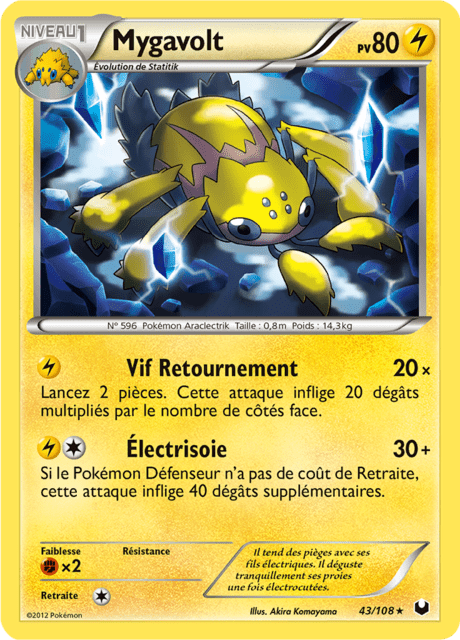 NIVEAU 1
Mygavolt
PV 80
Évolution de Statitik
N° 596 Pokémon Araclectrik Taille : 0,8m Poids : 14,3kg
Vif Retournement 20×
Lancez 2 pièces. Cette attaque inflige 20 dégâts
multipliés par le nombre de côtés face.
Électrisoie 30+
Si le Pokémon Défenseur n'a pas de coût de Retraite,
cette attaque inflige 40 dégâts supplémentaires.
Faiblesse Résistance
×2
Retraite
Il tend des pièges avec ses
fils électriques. Il déguste
tranquillement ses proies
une fois électrocutées.
©2012 Pokémon
Illus. Akira Komayama
43/108 ★